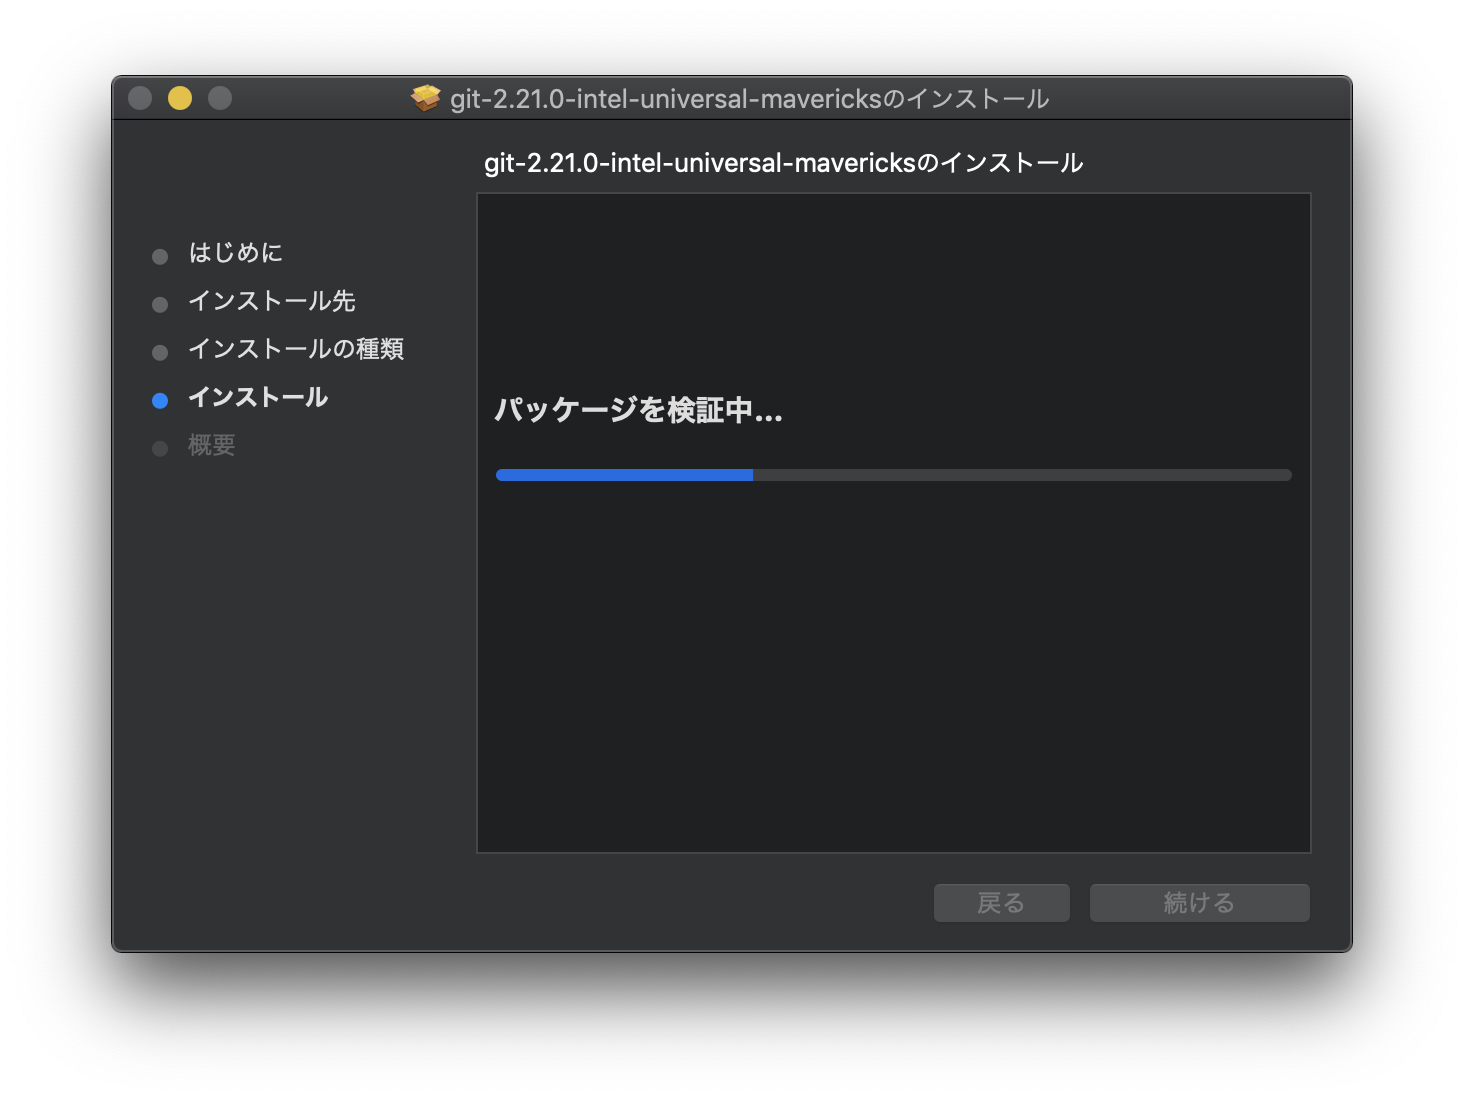 git-2.21.0-intel-universal-mavericksのインストール
git-2.21.0-intel-universal-mavericksのインストール
はじめに
インストール先
インストールの種類
インストール
概要
パッケージを検証中...
戻る
続ける